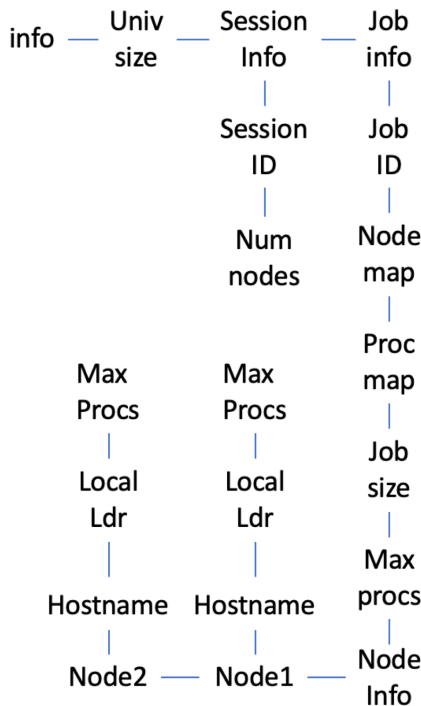 info
Univ
size
Session
Info
Job
info
Session
ID
Job
ID
Num
nodes
Node
map
Proc
map
Max
Procs
Max
Procs
Job
size
Local
Ldr
Local
Ldr
Max
procs
Hostname
Hostname
Node2
Node1
Node
Info